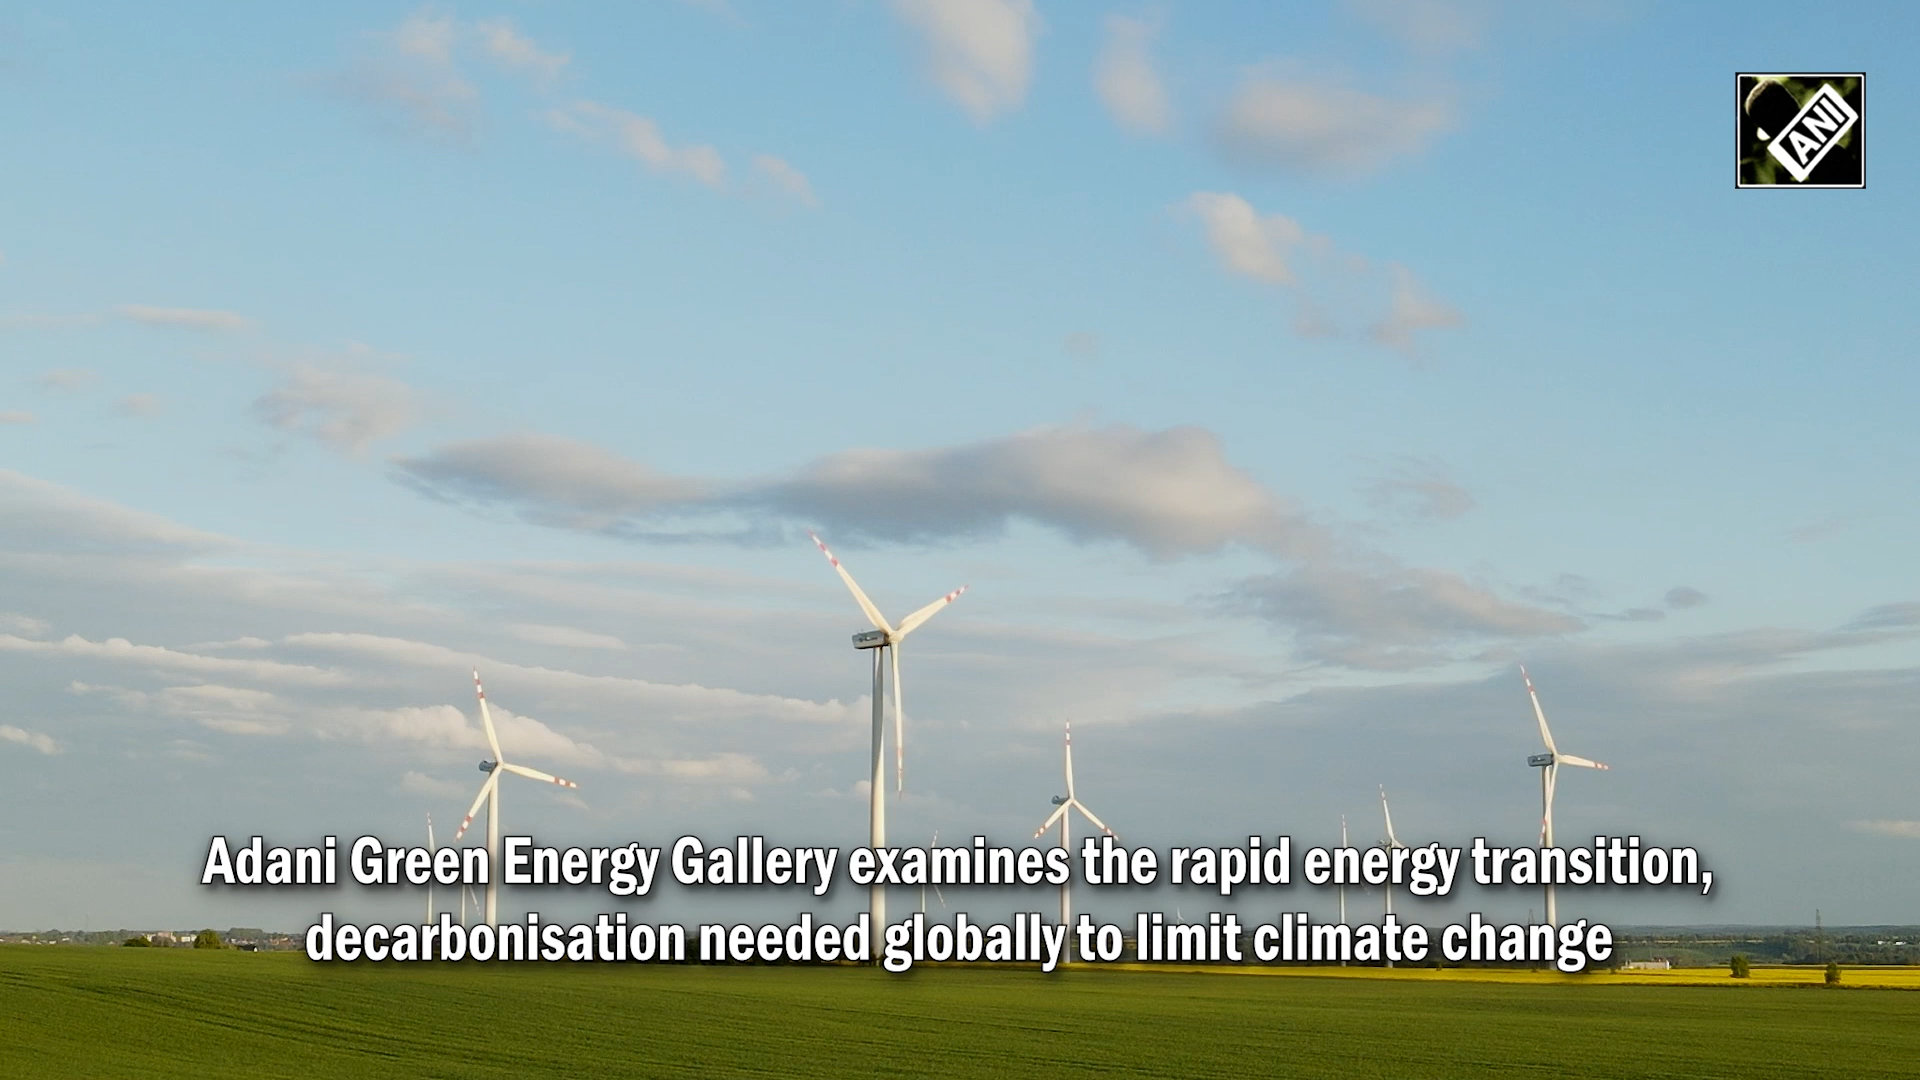 ANI
Adani Green Energy Gallery examines the rapid energy transition,
decarbonisation needed globally to limit climate change